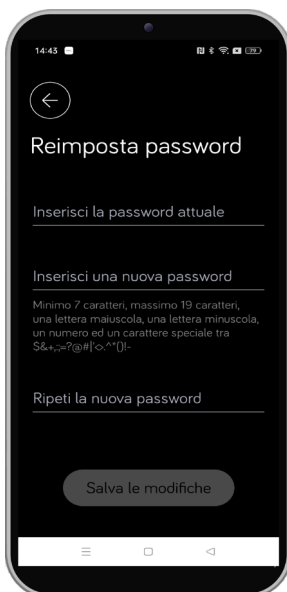 14:43
79
Reimposta password
Inserisci la password attuale
Inserisci una nuova password
Minimo 7 caratteri, massimo 19 caratteri,
una lettera maiuscola, una lettera minuscola,
un numero ed un carattere speciale tra
$&+,:;=?@#|'<>.^*()!-
Ripeti la nuova password
Salva le modifiche